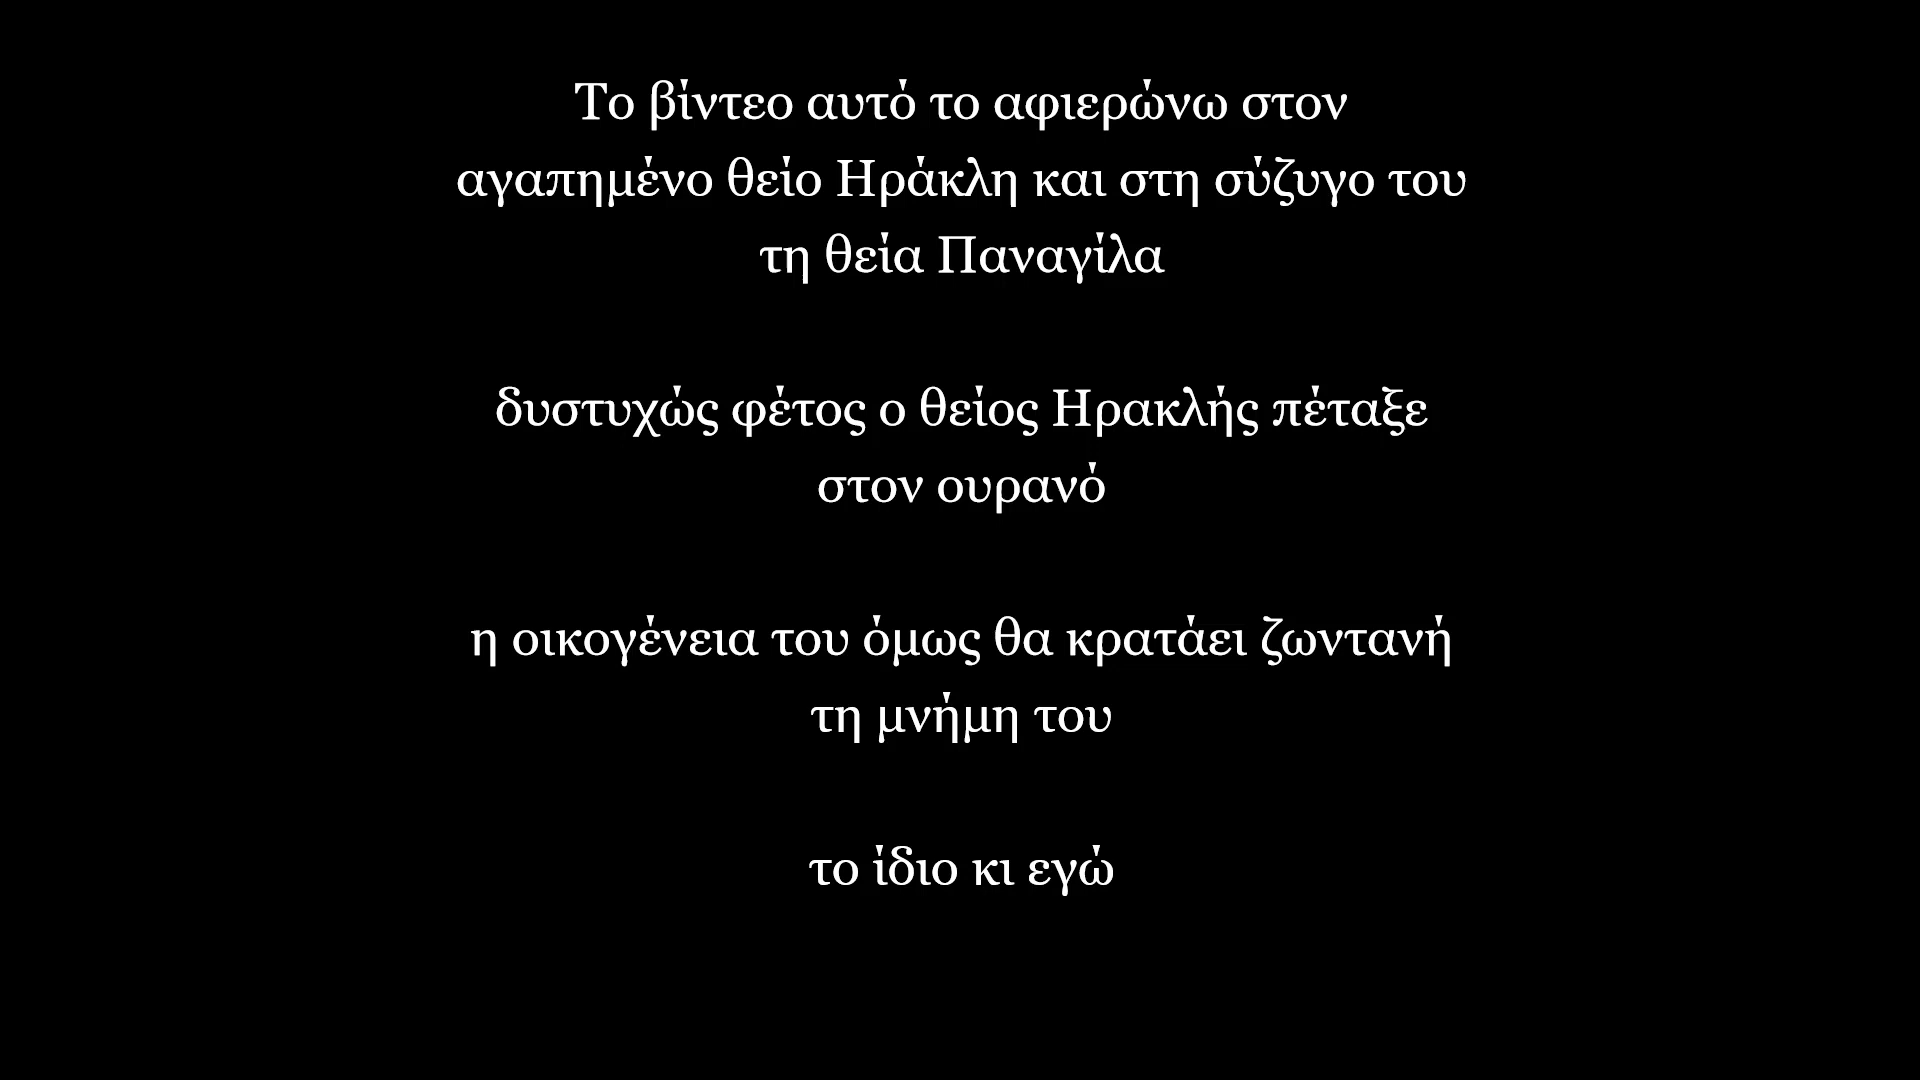 Το βίντεο αυτό το αφιερώνω στον
αγαπημένο θείο Ηράκλη και στη σύζυγο του
τη θεία Παναγίλα
δυστυχώς φέτος ο θείος Ηρακλής πέταξε
στον ουρανό
η οικογένεια του όμως θα κρατάει ζωντανή
τη μνήμη του
το ίδιο κι εγώ